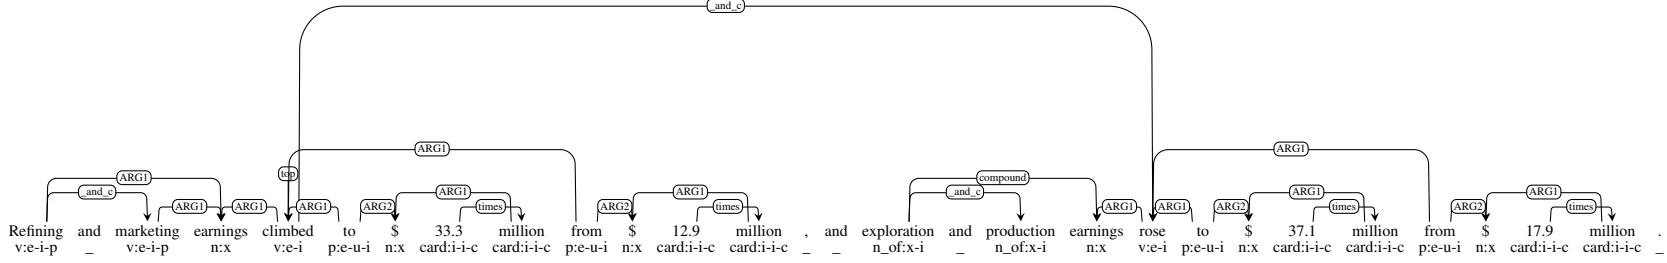 _and_c
ARG1 ARG1
top
ARG1 compound
_and_c ARG1 ARG1 _and_c ARG1 ARG1
ARG1 ARG1 ARG1 ARG2 times ARG2 times ARG1 ARG1 ARG2 times ARG2 times
Refining and marketing earnings climbed to $ 33.3 million from $ 12.9 million , and exploration and production earnings rose to $ 37.1 million from $ 17.9 million .
v:e-i-p _ v:e-i-p n:x v:e-i p:e-u-i n:x card:i-i-c card:i-i-c p:e-u-i n:x card:i-i-c card:i-i-c _ _ n_of:x-i _ n_of:x-i n:x v:e-i p:e-u-i n:x card:i-i-c card:i-i-c p:e-u-i n:x card:i-i-c card:i-i-c _